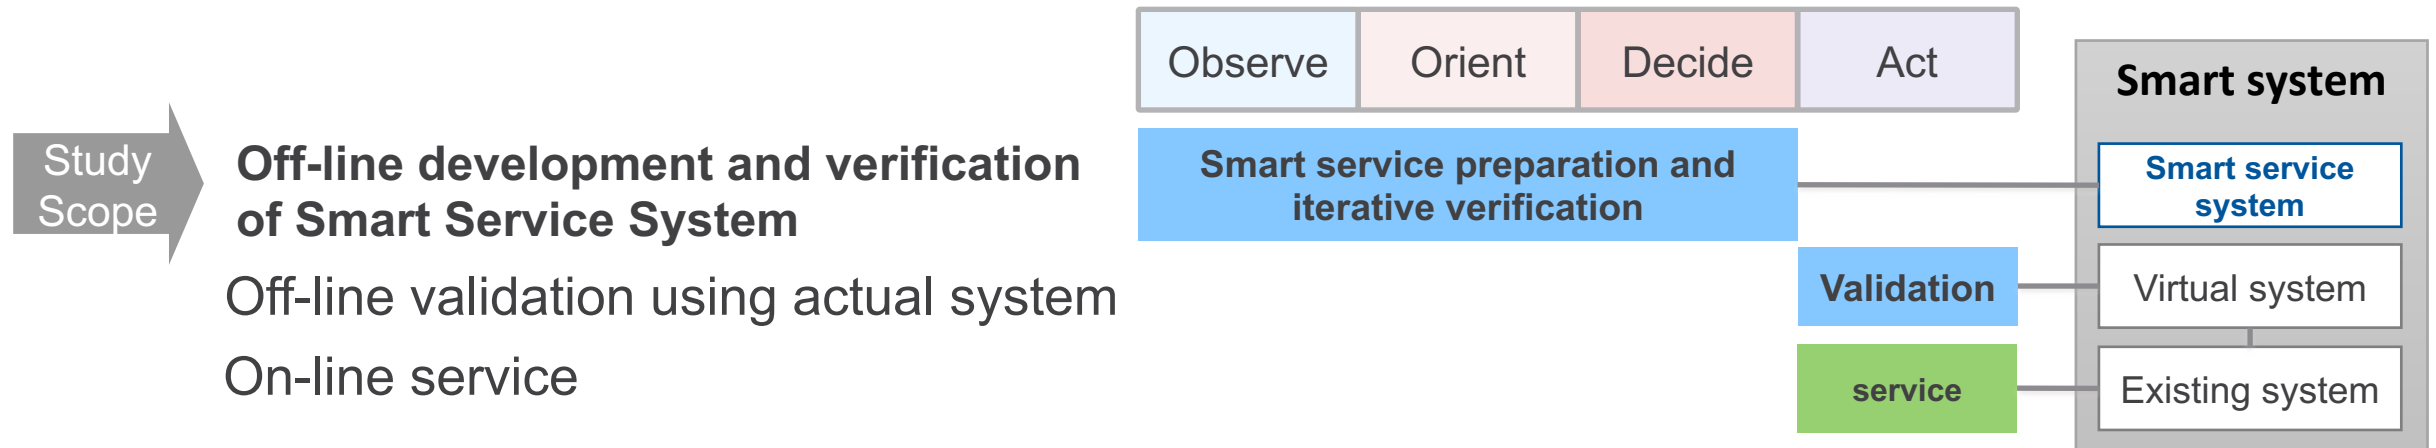 Observe
Orient
Decide
Act
Smart system
Study
Scope
Off-line development and verification
of Smart Service System
Smart service preparation and
iterative verification
Smart service
system
Off-line validation using actual system
Validation
Virtual system
On-line service
service
Existing system